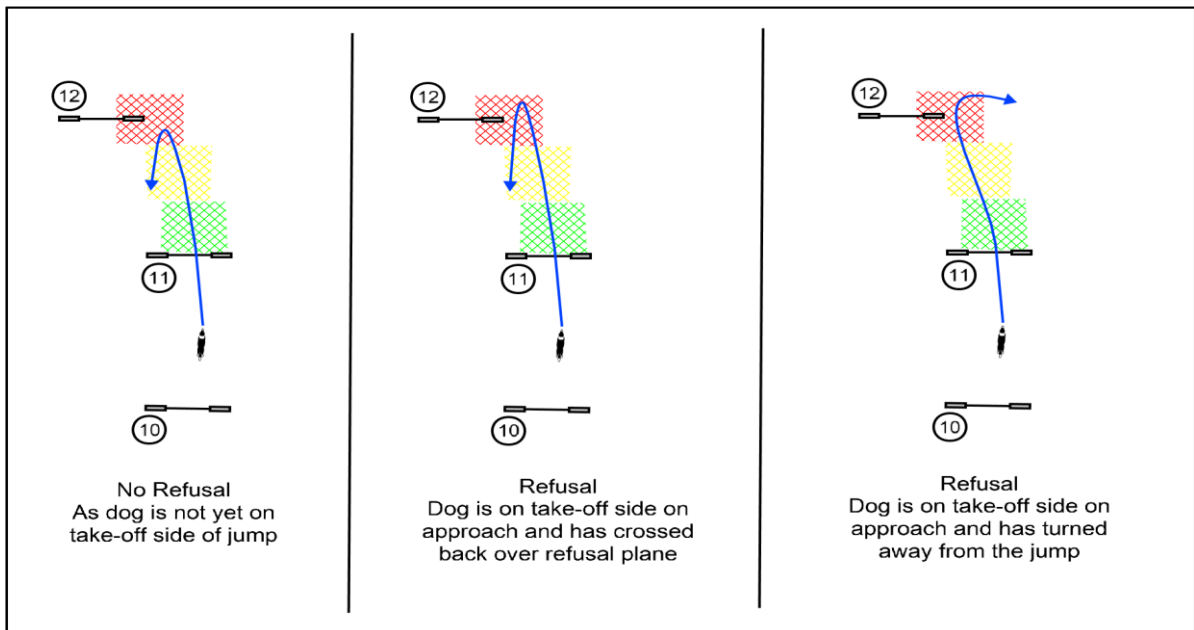 12
11
10
No Refusal
As dog is not yet on
take-off side of jump
12
11
10
Refusal
Dog is on take-off side on
approach and has crossed
back over refusal plane
12
11
10
Refusal
Dog is on take-off side on
approach and has turned
away from the jump